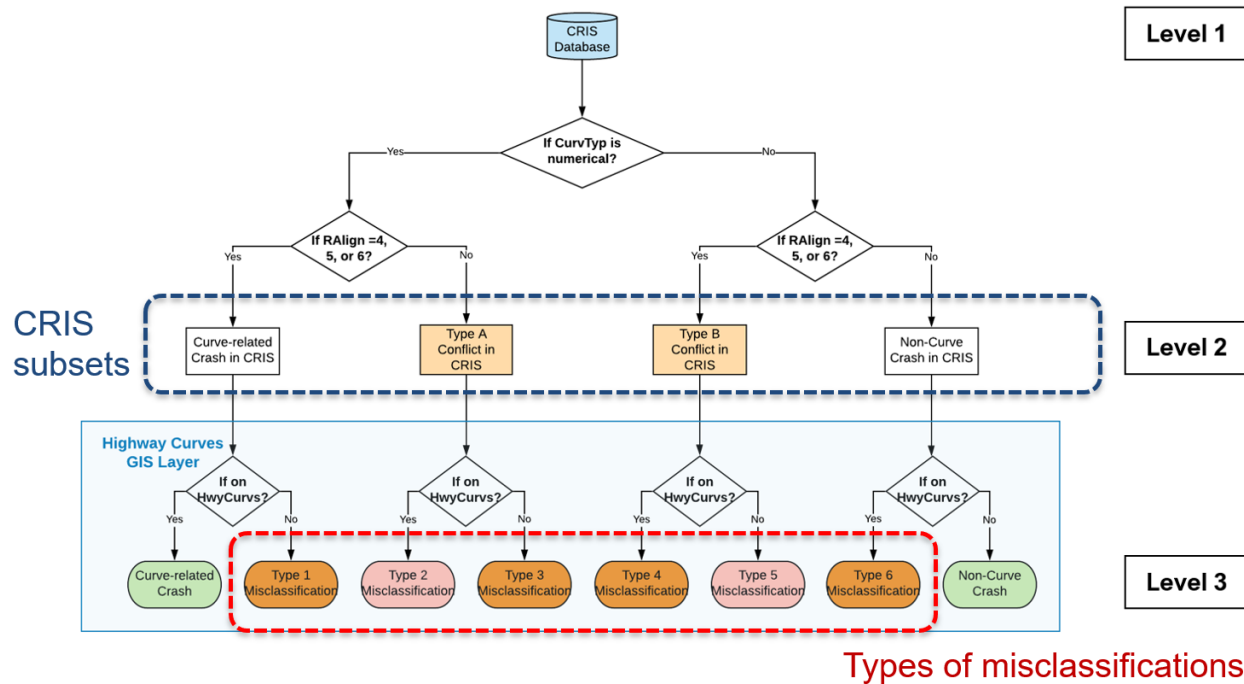 CRIS
Database
Level 1
If CurvTyp is
numerical?
Yes
No
If RAlign =4,
5, or 6?
Yes
No
If RAlign =4,
5, or 6?
Yes
No
CRIS
subsets
Curve-related
Crash in CRIS
Type A
Conflict in
CRIS
Type B
Conflict in
CRIS
Non-Curve
Crash in CRIS
Level 2
Highway Curves
GIS Layer
If on
HwyCurvs?
Yes
No
If on
HwyCurvs?
Yes
No
If on
HwyCurvs?
Yes
No
If on
HwyCurvs?
Yes
No
Curve-related
Crash
Type 1
Misclassification
Type 2
Misclassification
Type 3
Misclassification
Type 4
Misclassification
Type 5
Misclassification
Type 6
Misclassification
Non-Curve
Crash
Level 3
Types of misclassifications